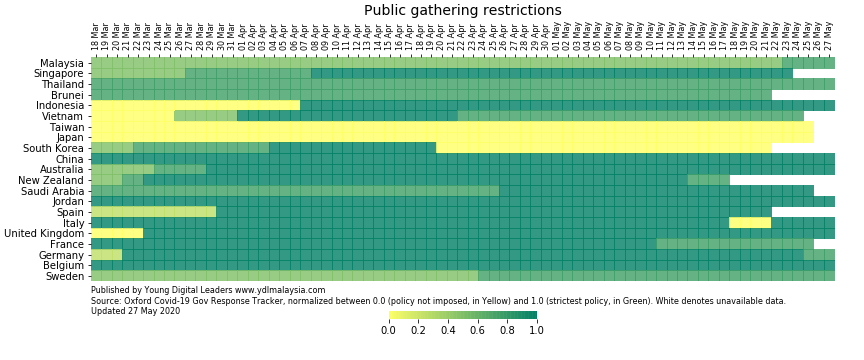 Public gathering restrictions
18 Mar
19 Mar
20 Mar
21 Mar
22 Mar
23 Mar
24 Mar
25 Mar
26 Mar
27 Mar
28 Mar
29 Mar
30 Mar
31 Mar
01 Apr
02 Apr
03 Apr
04 Apr
05 Apr
06 Apr
07 Apr
08 Apr
09 Apr
10 Apr
11 Apr
12 Apr
13 Apr
14 Apr
15 Apr
16 Apr
17 Apr
18 Apr
19 Apr
20 Apr
21 Apr
22 Apr
23 Apr
24 Apr
25 Apr
26 Apr
27 Apr
28 Apr
29 Apr
30 Apr
01 May
02 May
03 May
04 May
05 May
06 May
07 May
08 May
09 May
10 May
11 May
12 May
13 May
14 May
15 May
16 May
17 May
18 May
19 May
20 May
21 May
22 May
23 May
24 May
25 May
26 May
27 May
Malaysia
Singapore
Thailand
Brunei
Indonesia
Vietnam
Taiwan
Japan
South Korea
China
Australia
New Zealand
Saudi Arabia
Jordan
Spain
Italy
United Kingdom
France
Germany
Belgium
Sweden
Published by Young Digital Leaders www.ydlmalaysia.com
Source: Oxford Covid-19 Gov Response Tracker, normalized between 0.0 (policy not imposed, in Yellow) and 1.0 (strictest policy, in Green). White denotes unavailable data.
Updated 27 May 2020
0.0 0.2 0.4 0.6 0.8 1.0